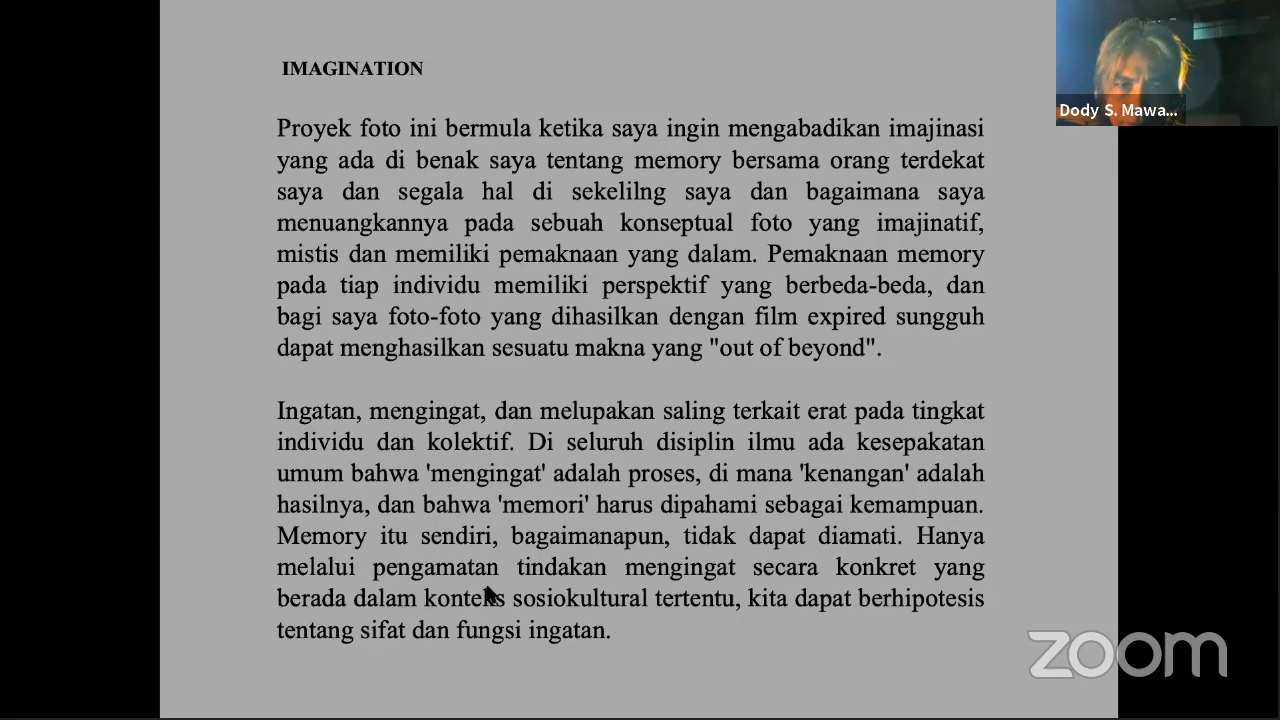 IMAGINATION
Dody S. Mawa...
Proyek foto ini bermula ketika saya ingin mengabadikan imajinasi
yang ada di benak saya tentang memory bersama orang terdekat
saya dan segala hal di sekelilng saya dan bagaimana saya
menuangkannya pada sebuah konseptual foto yang imajinatif,
mistis dan memiliki pemaknaan yang dalam. Pemaknaan memory
pada tiap individu memiliki perspektif yang berbeda-beda, dan
bagi saya foto-foto yang dihasilkan dengan film expired sungguh
dapat menghasilkan sesuatu makna yang "out of beyond".
Ingatan, mengingat, dan melupakan saling terkait erat pada tingkat
individu dan kolektif. Di seluruh disiplin ilmu ada kesepakatan
umum bahwa 'mengingat' adalah proses, di mana 'kenangan' adalah
hasilnya, dan bahwa 'memori' harus dipahami sebagai kemampuan.
Memory itu sendiri, bagaimanapun, tidak dapat diamati. Hanya
melalui pengamatan tindakan mengingat secara konkret yang
berada dalam konteks sosiokultural tertentu, kita dapat berhipotesis
tentang sifat dan fungsi ingatan.
zoom